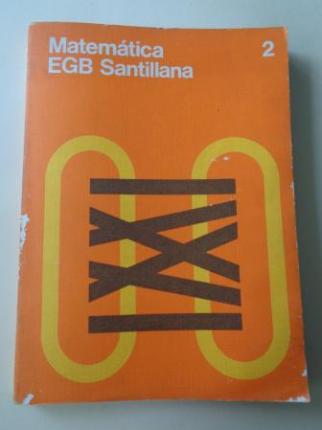 Matemática 2
EGB Santillana